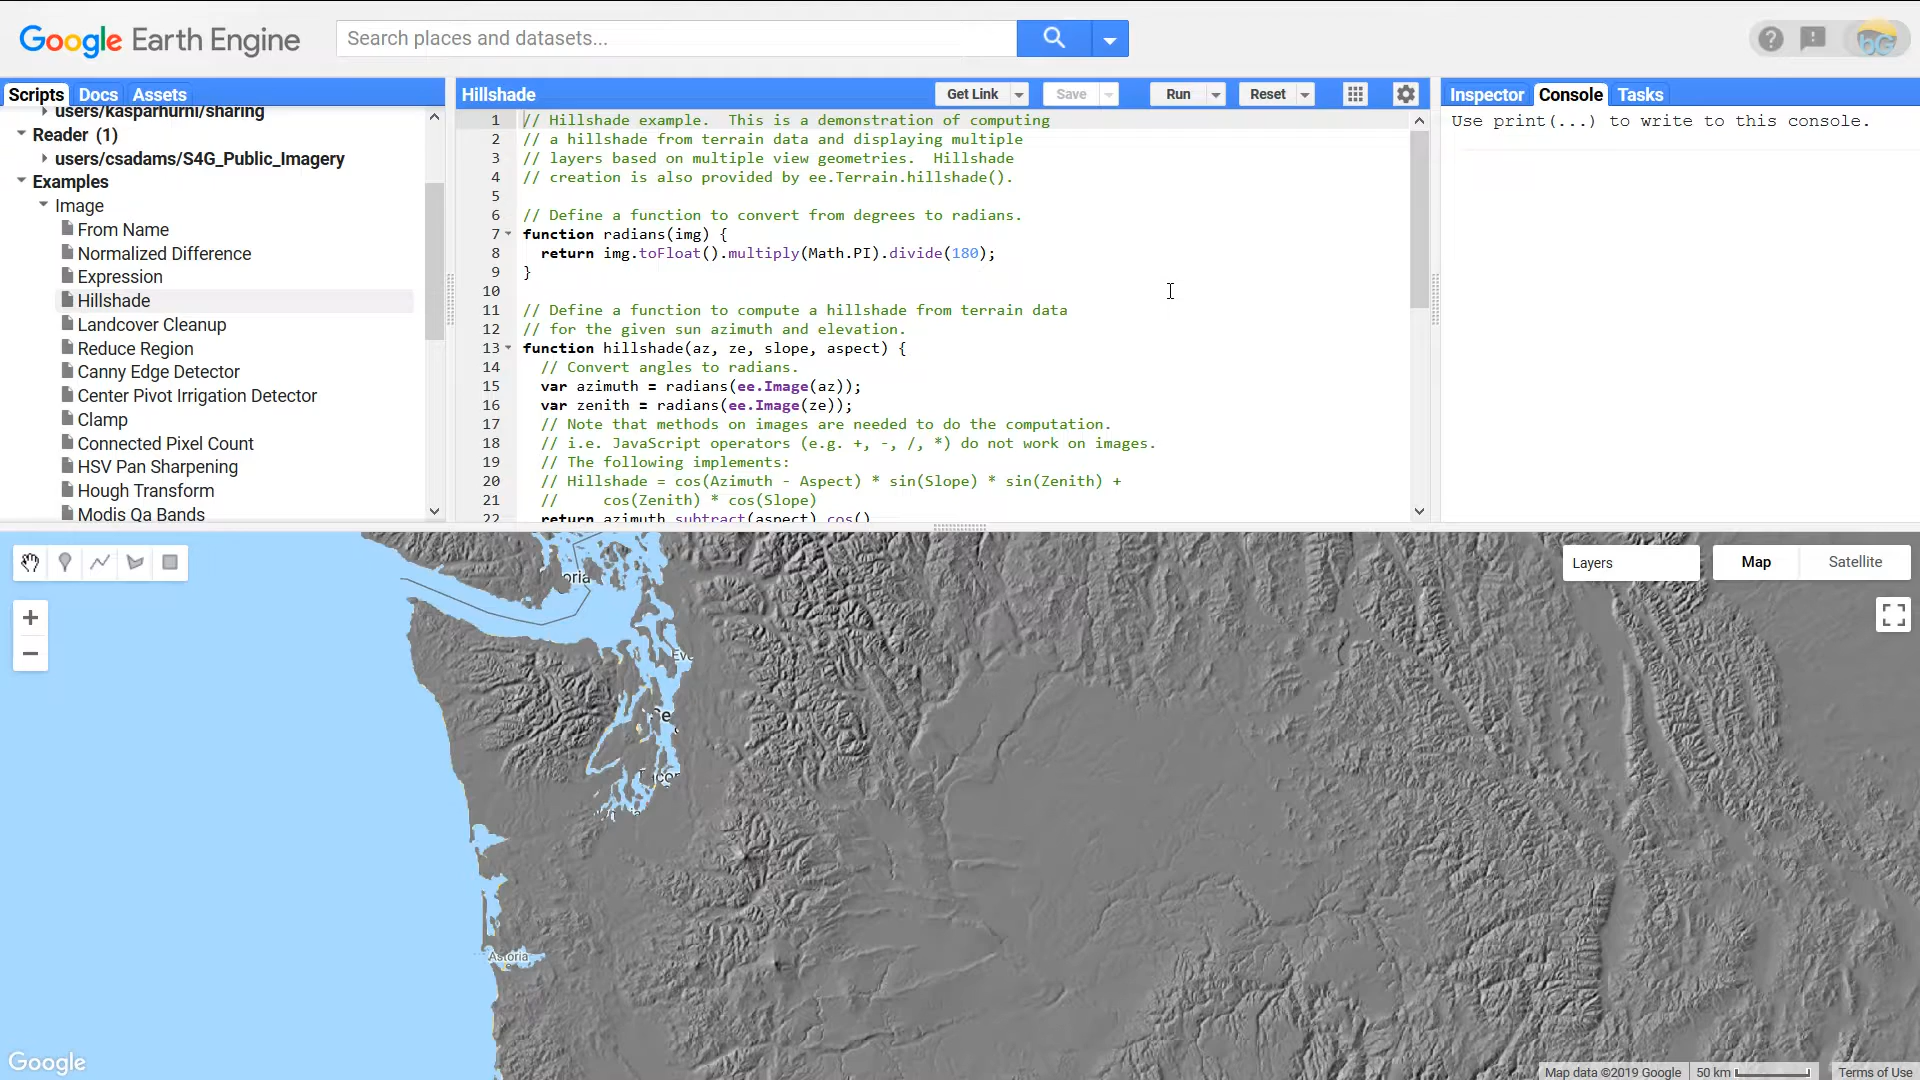 Google Earth Engine
Search places and datasets...
Scripts Docs Assets
users/kasparhurni/sharing
Reader (1)
users/csadams/S4G_Public_Imagery
Examples
Image
From Name
Normalized Difference
Expression
Hillshade
Landcover Cleanup
Reduce Region
Canny Edge Detector
Center Pivot Irrigation Detector
Clamp
Connected Pixel Count
HSV Pan Sharpening
Hough Transform
Modis Qa Bands
Hillshade
Get Link Save Run Reset
1 // Hillshade example.  This is a demonstration of computing
2 // a hillshade from terrain data and displaying multiple
3 // layers based on multiple view geometries.  Hillshade
4 // creation is also provided by ee.Terrain.hillshade().
5
6 // Define a function to convert from degrees to radians.
7 function radians(img) {
8   return img.toFloat().multiply(Math.PI).divide(180);
9 }
10
11 // Define a function to compute a hillshade from terrain data
12 // for the given sun azimuth and elevation.
13 function hillshade(az, ze, slope, aspect) {
14   // Convert angles to radians.
15   var azimuth = radians(ee.Image(az));
16   var zenith = radians(ee.Image(ze));
17   // Note that methods on images are needed to do the computation.
18   // i.e. JavaScript operators (e.g. +, -, /, *) do not work on images.
19   // The following implements:
20   // Hillshade = cos(Azimuth - Aspect) * sin(Slope) * sin(Zenith) +
21   //     cos(Zenith) * cos(Slope)
22   return azimuth.subtract(aspect).cos()
Inspector Console Tasks
Use print(...) to write to this console.
Layers
Map Satellite
oria
Eve
Se
Tacor
Astoria
Google
Map data ©2019 Google 50 km Terms of Use